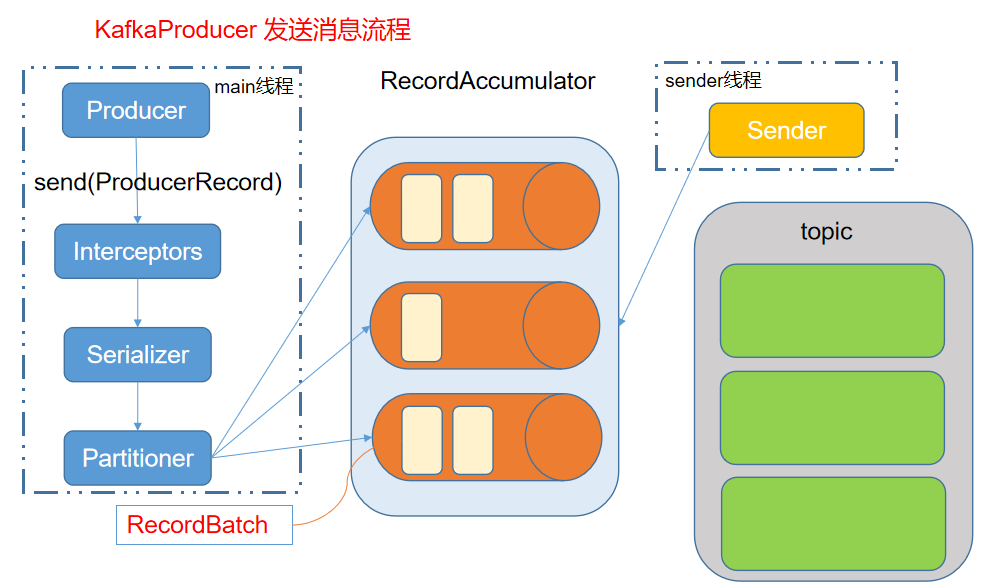 KafkaProducer 发送消息流程
main线程
Producer
send(ProducerRecord)
Interceptors
Serializer
Partitioner
RecordBatch
RecordAccumulator
sender线程
Sender
topic